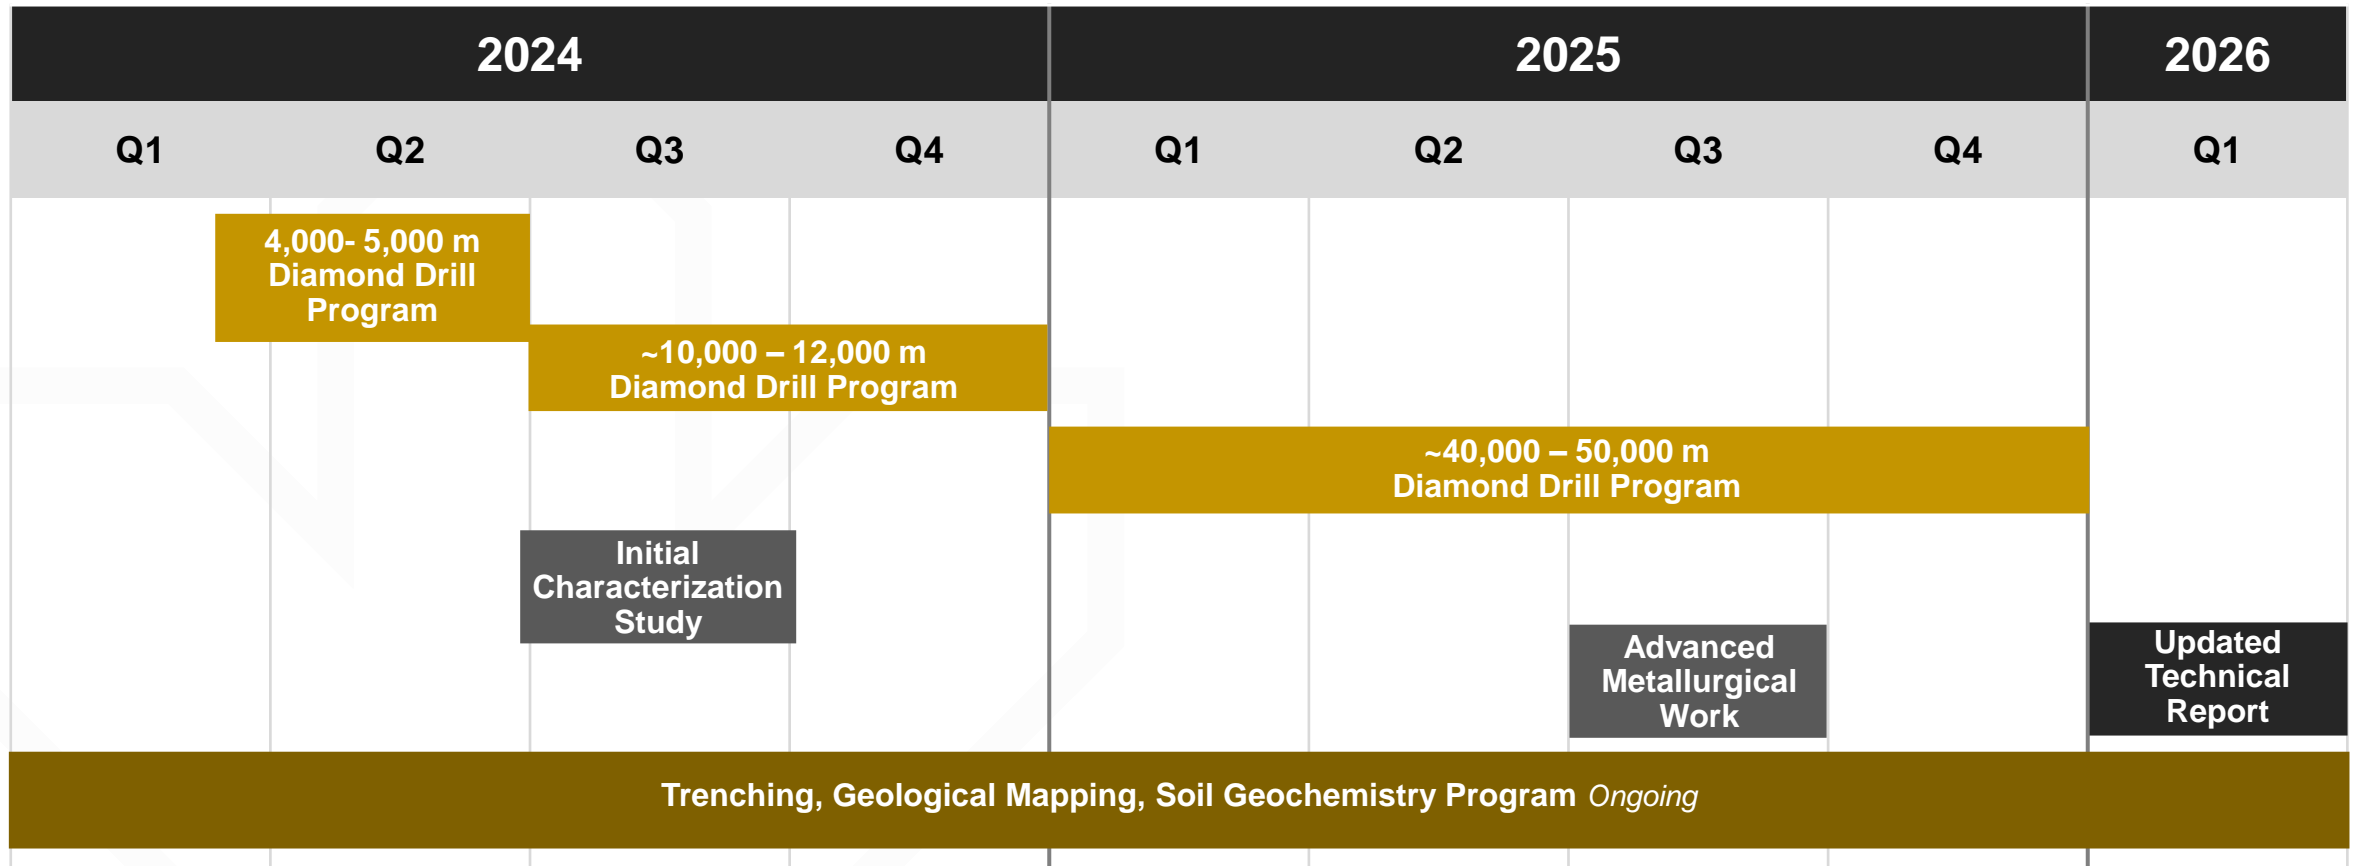 2024
2025
2026
Q1
Q2
Q3
Q4
Q1
Q2
Q3
Q4
Q1
4,000- 5,000 m
Diamond Drill
Program
~10,000 – 12,000 m
Diamond Drill Program
~40,000 – 50,000 m
Diamond Drill Program
Initial
Characterization
Study
Advanced
Metallurgical
Work
Updated
Technical
Report
Trenching, Geological Mapping, Soil Geochemistry Program Ongoing